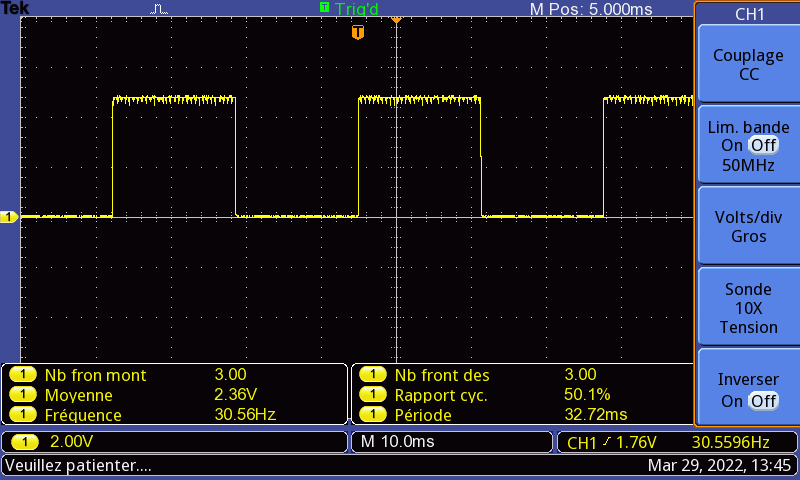 Tek T Trig'd M Pos: 5.000ms CH1
T
Couplage
CC
Lim. bande
On Off
50MHz
1
Volts/div
Gros
Sonde
10X
Tension
Inverser
On Off
1 Nb fron mont 3.00 1 Nb front des 3.00
1 Moyenne 2.36V 1 Rapport cyc. 50.1%
1 Fréquence 30.56Hz 1 Période 32.72ms
1 2.00V M 10.0ms CH1 1.76V 30.5596Hz
Veuillez patienter.... Mar 29, 2022, 13:45